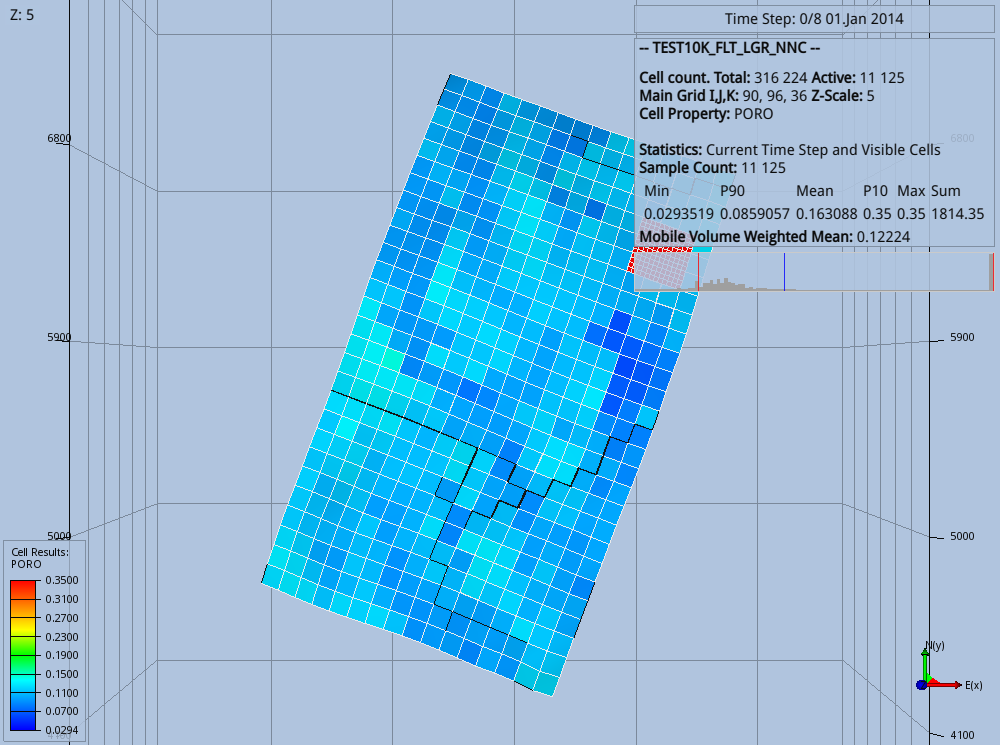 Z: 5
Time Step: 0/8 01.Jan 2014
-- TEST10K_FLT_LGR_NNC --
Cell count. Total: 316 224 Active: 11 125
Main Grid I,J,K: 90, 96, 36 Z-Scale: 5
Cell Property: PORO
Statistics: Current Time Step and Visible Cells
Sample Count: 11 125
Min P90 Mean P10 Max Sum
0.0293519 0.0859057 0.163088 0.35 0.35 1814.35
Mobile Volume Weighted Mean: 0.12224
6800 6800
5900 5900
5000 5000
Cell Results:
PORO
0.3500
0.3100
0.2700
0.2300
0.1900
0.1500
0.1100
0.0700
0.0294
N(y)
E(x)
4100 4100